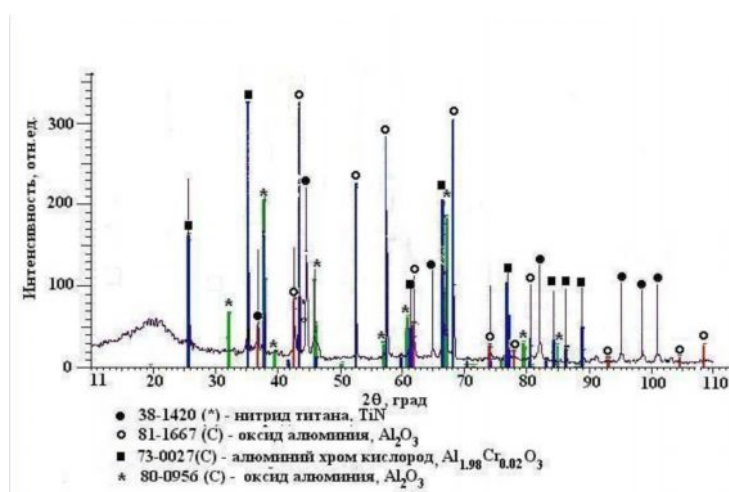 Интенсивность, отн.ед.
300
200
100
0
11 20 30 40 50 60 70 80 90 100 110
2θ, град
● 38-1420 (*) - нитрид титана, TiN
○ 81-1667 (C) - оксид алюминия, Al₂O₃
■ 73-0027(C) - алюминий хром кислород, Al₁.₉₈Cr₀.₀₂O₃
* 80-0956 (C) - оксид алюминия, Al₂O₃